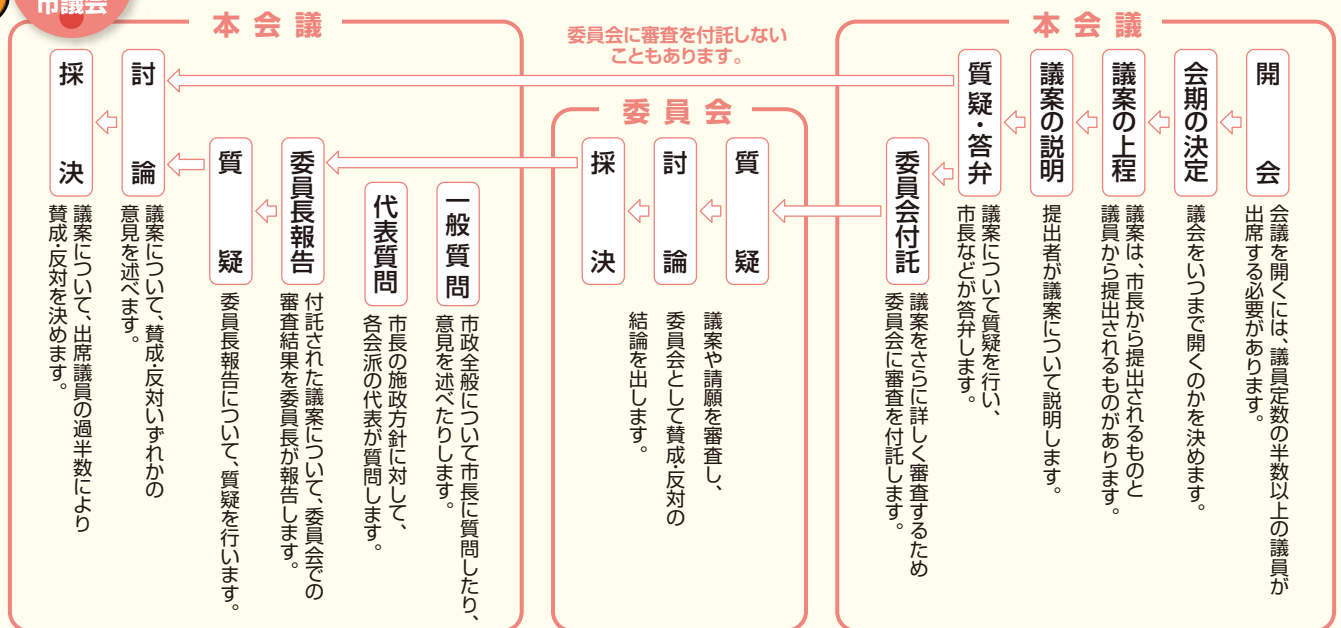 市議会
本会議
開会
会議を開くには、議員定数の半数以上の議員が
出席する必要があります。
会期の決定
議会をいつまで開くのかを決めます。
議案の上程
議案は、市長から提出されるものと
議員から提出されるものがあります。
議案の説明
提出者が議案について説明します。
質疑・答弁
議案について質疑を行い、
市長などが答弁します。
委員会付託
議案をさらに詳しく審査するため
委員会に審査を付託します。
委員会に審査を付託しない
こともあります。
委員会
質疑
討論
採決
議案や請願を審査し、
委員会として賛成・反対の
結論を出します。
本会議
一般質問
市政全般について市長に質問したり、
意見を述べたりします。
代表質問
市長の施政方針に対して、
各会派の代表が質問します。
委員長報告
付託された議案について、委員会での
審査結果を委員長が報告します。
質疑
委員長報告について、質疑を行います。
討論
議案について、賛成・反対いずれかの
意見を述べます。
採決
議案について、出席議員の過半数により
賛成・反対を決めます。